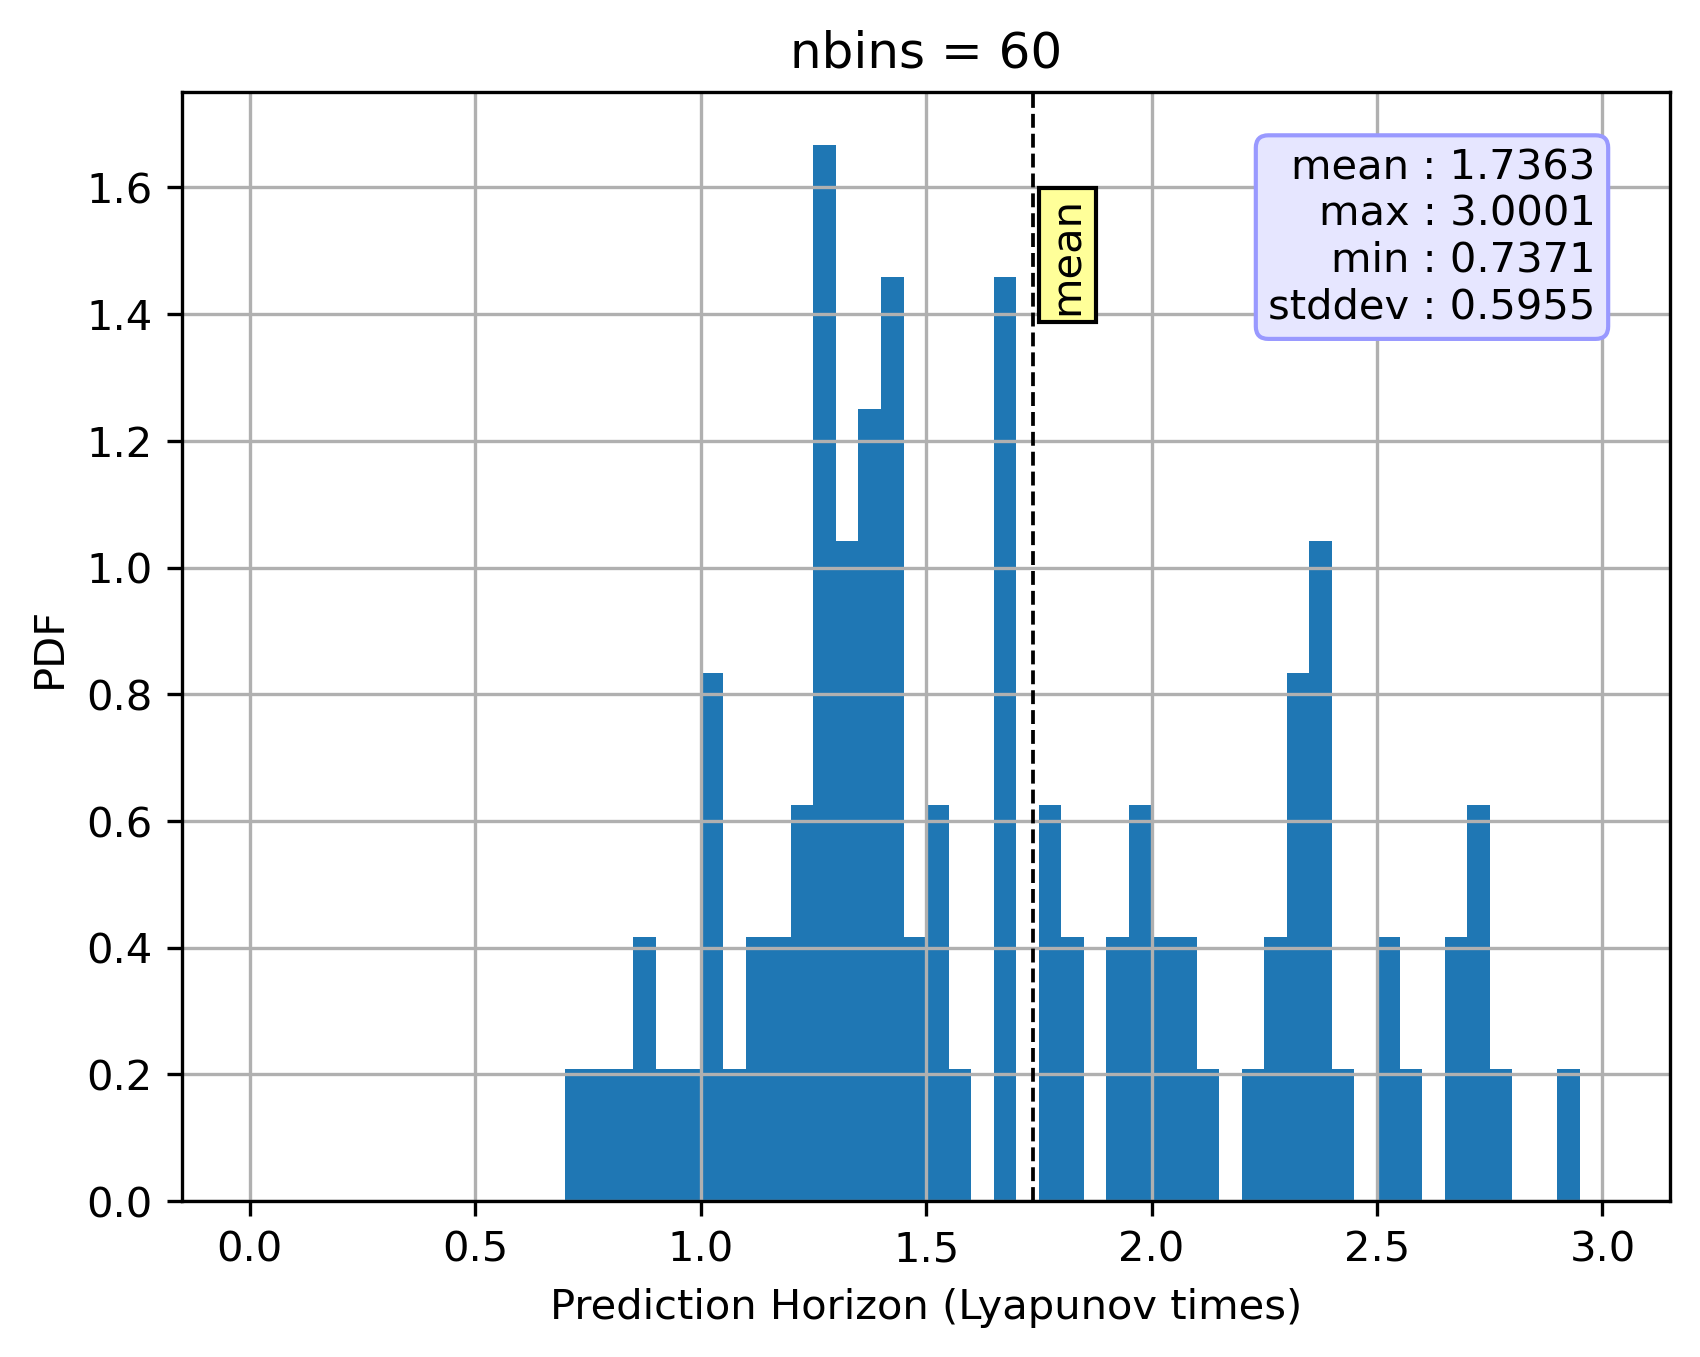 nbins = 60
mean : 1.7363
max : 3.0001
min : 0.7371
stddev : 0.5955
mean
PDF
1.6
1.4
1.2
1.0
0.8
0.6
0.4
0.2
0.0
0.0 0.5 1.0 1.5 2.0 2.5 3.0
Prediction Horizon (Lyapunov times)